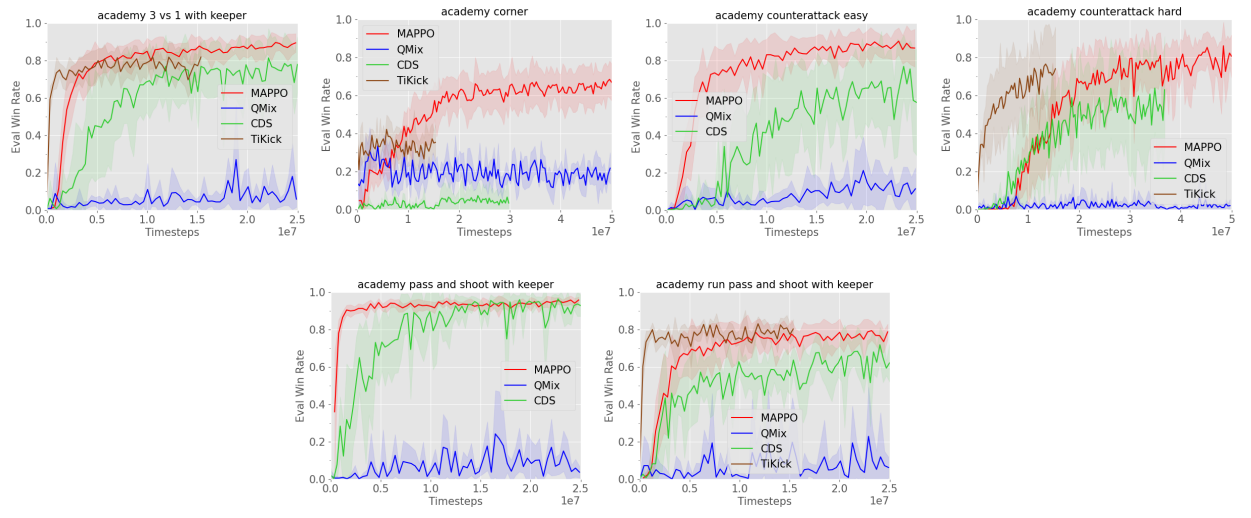 academy 3 vs 1 with keeper
Eval Win Rate
1.0
0.8
0.6
0.4
0.2
0.0
MAPPO
QMix
CDS
TiKick
0.0
0.5
1.0
1.5
2.0
2.5
Timesteps
1e7
academy corner
Eval Win Rate
1.0
0.8
0.6
0.4
0.2
0.0
MAPPO
QMix
CDS
TiKick
0
1
2
3
4
5
Timesteps
1e7
academy counterattack easy
Eval Win Rate
1.0
0.8
0.6
0.4
0.2
0.0
MAPPO
QMix
CDS
0.0
0.5
1.0
1.5
2.0
2.5
Timesteps
1e7
academy counterattack hard
Eval Win Rate
1.0
0.8
0.6
0.4
0.2
0.0
MAPPO
QMix
CDS
TiKick
0
1
2
3
4
5
Timesteps
1e7
academy pass and shoot with keeper
Eval Win Rate
1.0
0.8
0.6
0.4
0.2
0.0
MAPPO
QMix
CDS
0.0
0.5
1.0
1.5
2.0
2.5
Timesteps
1e7
academy run pass and shoot with keeper
Eval Win Rate
1.0
0.8
0.6
0.4
0.2
0.0
MAPPO
QMix
CDS
TiKick
0.0
0.5
1.0
1.5
2.0
2.5
Timesteps
1e7